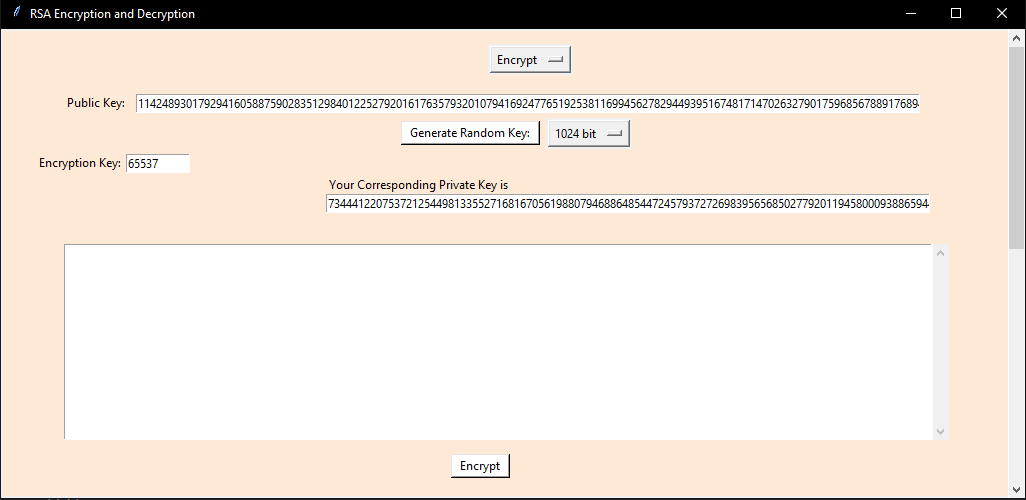 RSA Encryption and Decryption
Encrypt
Public Key: 114248930179294160588759028351298401225279201617635793201079416924776519253811699456278294493951674817147026327901759685678891768942
Generate Random Key: 1024 bit
Encryption Key: 65537
Your Corresponding Private Key is
7344412207537212544981335527168167056198807946886485447245793727269839565685027792011945800093886594
Encrypt